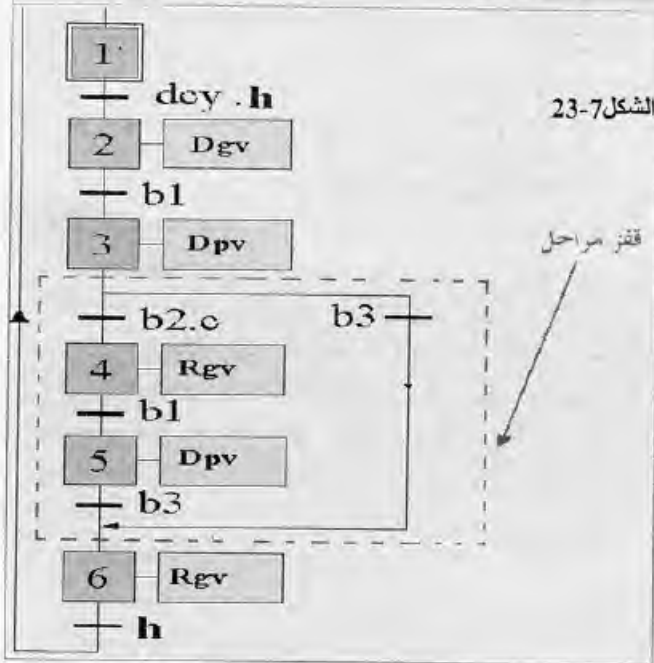 1
dcy . h
الشكل7-23
2 Dgv
b1
3 Dpv
قفز مراحل
b2.c b3
4 Rgv
b1
5 Dpv
b3
6 Rgv
h